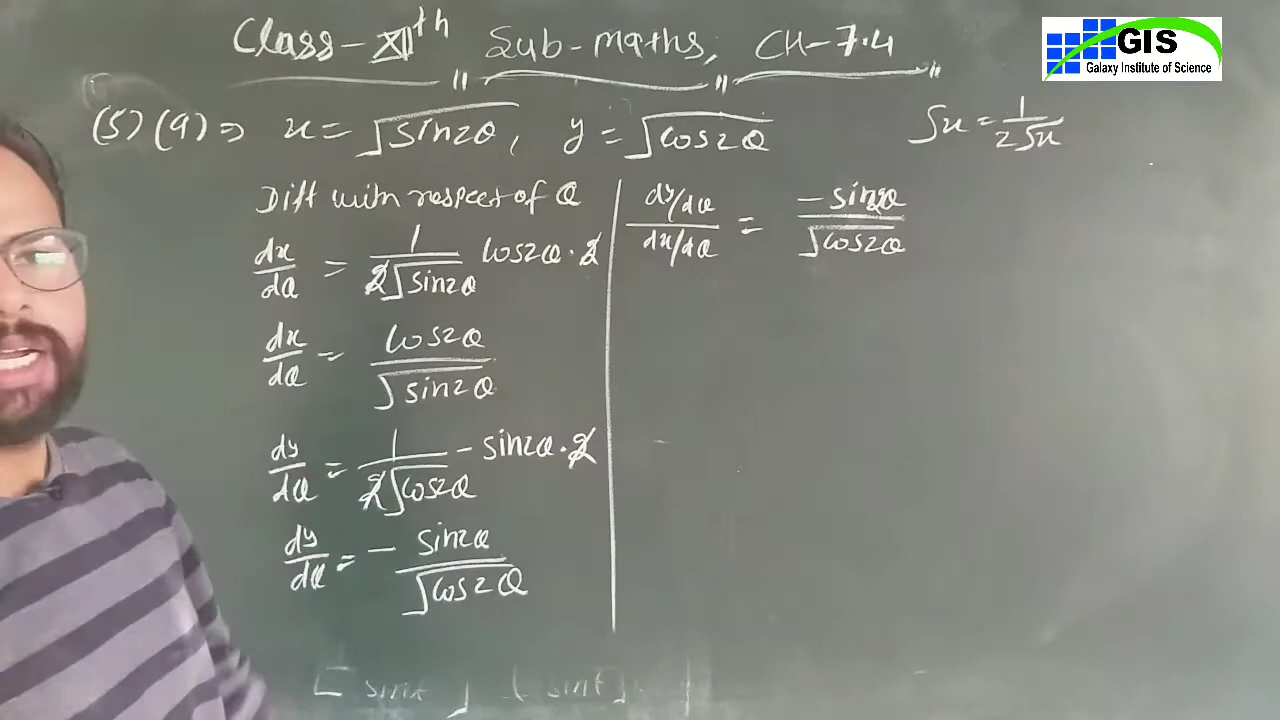 Class-XIIth Sub-maths, CH-7.4
GIS
Galaxy Institute of Science
(5) (9) ⇒ x = √sin2θ, y = √cos2θ
√x = 1/2√x
Diff with respect of θ
dx/dθ = 1/2√sin2θ cos2θ · 2
dx/dθ = cos2θ/√sin2θ
dy/dθ = 1/2√cos2θ - sin2θ · 2
dy/dθ = - sin2θ/√cos2θ
dy/dθ / dx/dθ = -sin2θ/√cos2θ